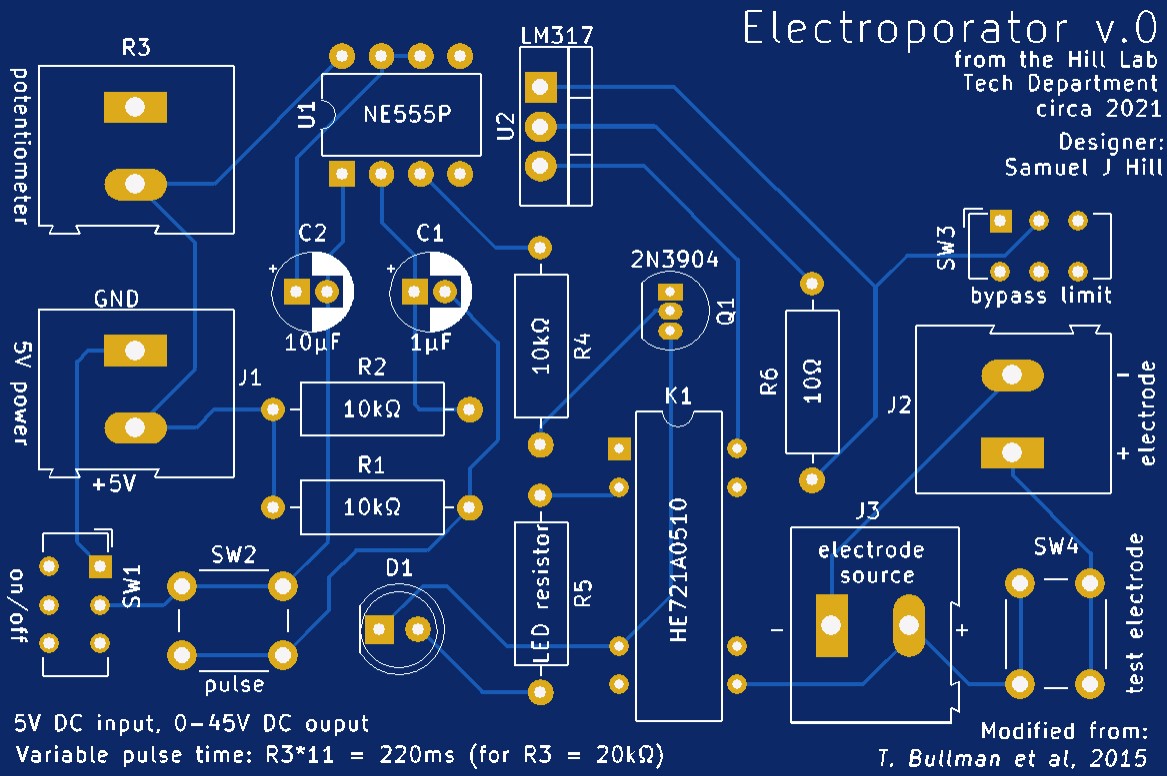 Electroporator v.0
from the Hill Lab
Tech Department
circa 2021
Designer:
Samuel J Hill
R3
potentiometer
U1
NE555P
LM317
U2
C2
10µF
C1
1µF
2N3904
Q1
SW3
bypass limit
GND
5V power
J1
+5V
R2
10kΩ
R1
10kΩ
10kΩ
R4
R6
10Ω
K1
HE721A0510
J2
-
+
electrode
SW1
on/off
SW2
pulse
D1
LED resistor
R5
J3
electrode
source
-
+
SW4
test electrode
5V DC input, 0-45V DC ouput
Variable pulse time: R3*11 = 220ms (for R3 = 20kΩ)
Modified from:
T. Bullman et al, 2015
+
+